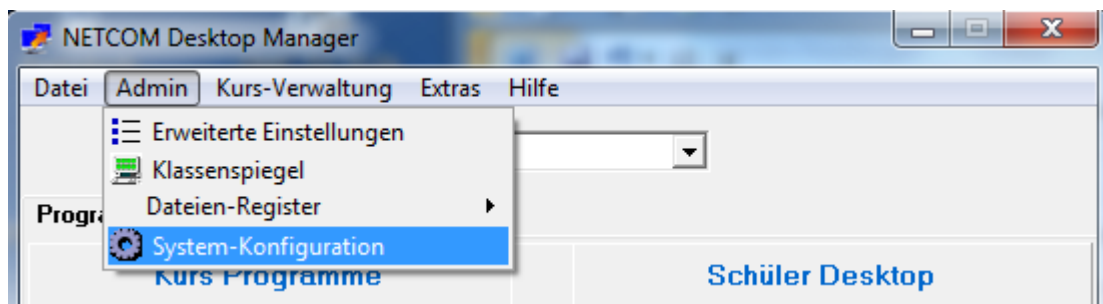 NETCOM Desktop Manager
Datei Admin Kurs-Verwaltung Extras Hilfe
Erweiterte Einstellungen
Klassenspiegel
Dateien-Register
System-Konfiguration
Kurs Programme Schüler Desktop